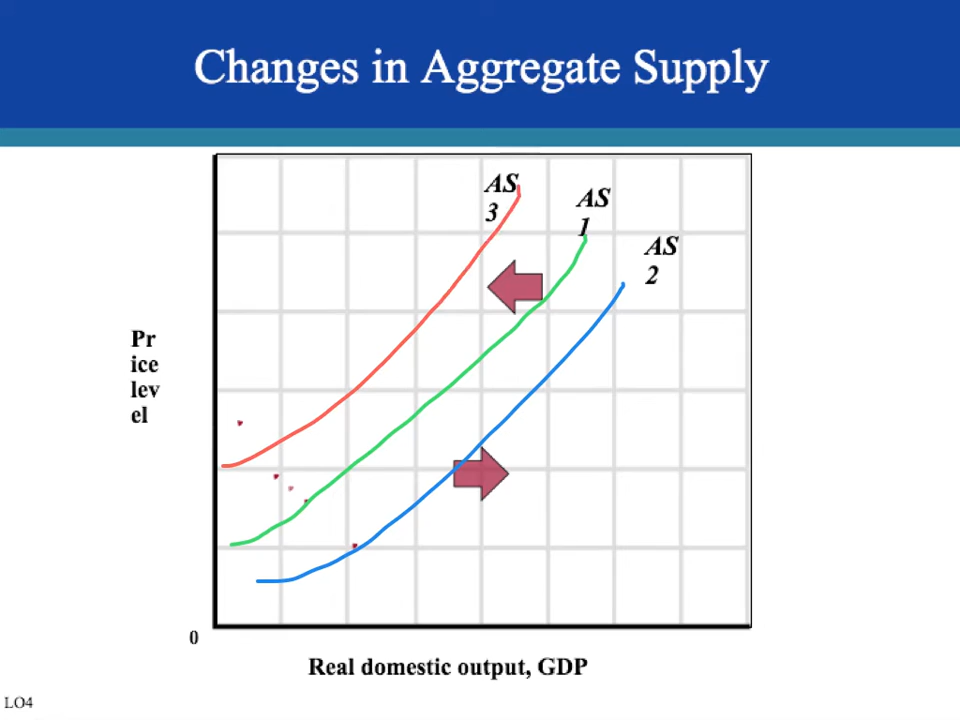 Changes in Aggregate Supply
AS
3
AS
1
AS
2
Pr
ice
lev
el
0
Real domestic output, GDP
LO4